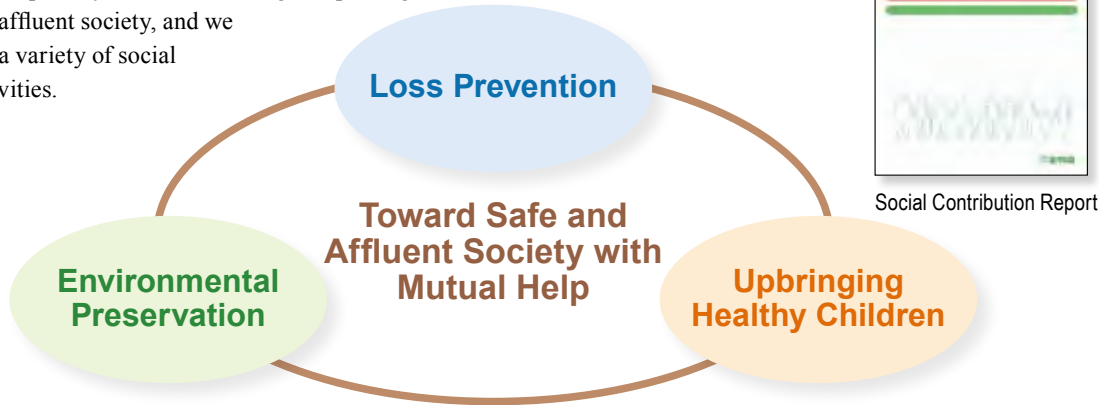 affluent society, and we
a variety of social
vities.
Loss Prevention
Social Contribution Report
Toward Safe and
Affluent Society with
Mutual Help
Environmental
Preservation
Upbringing
Healthy Children